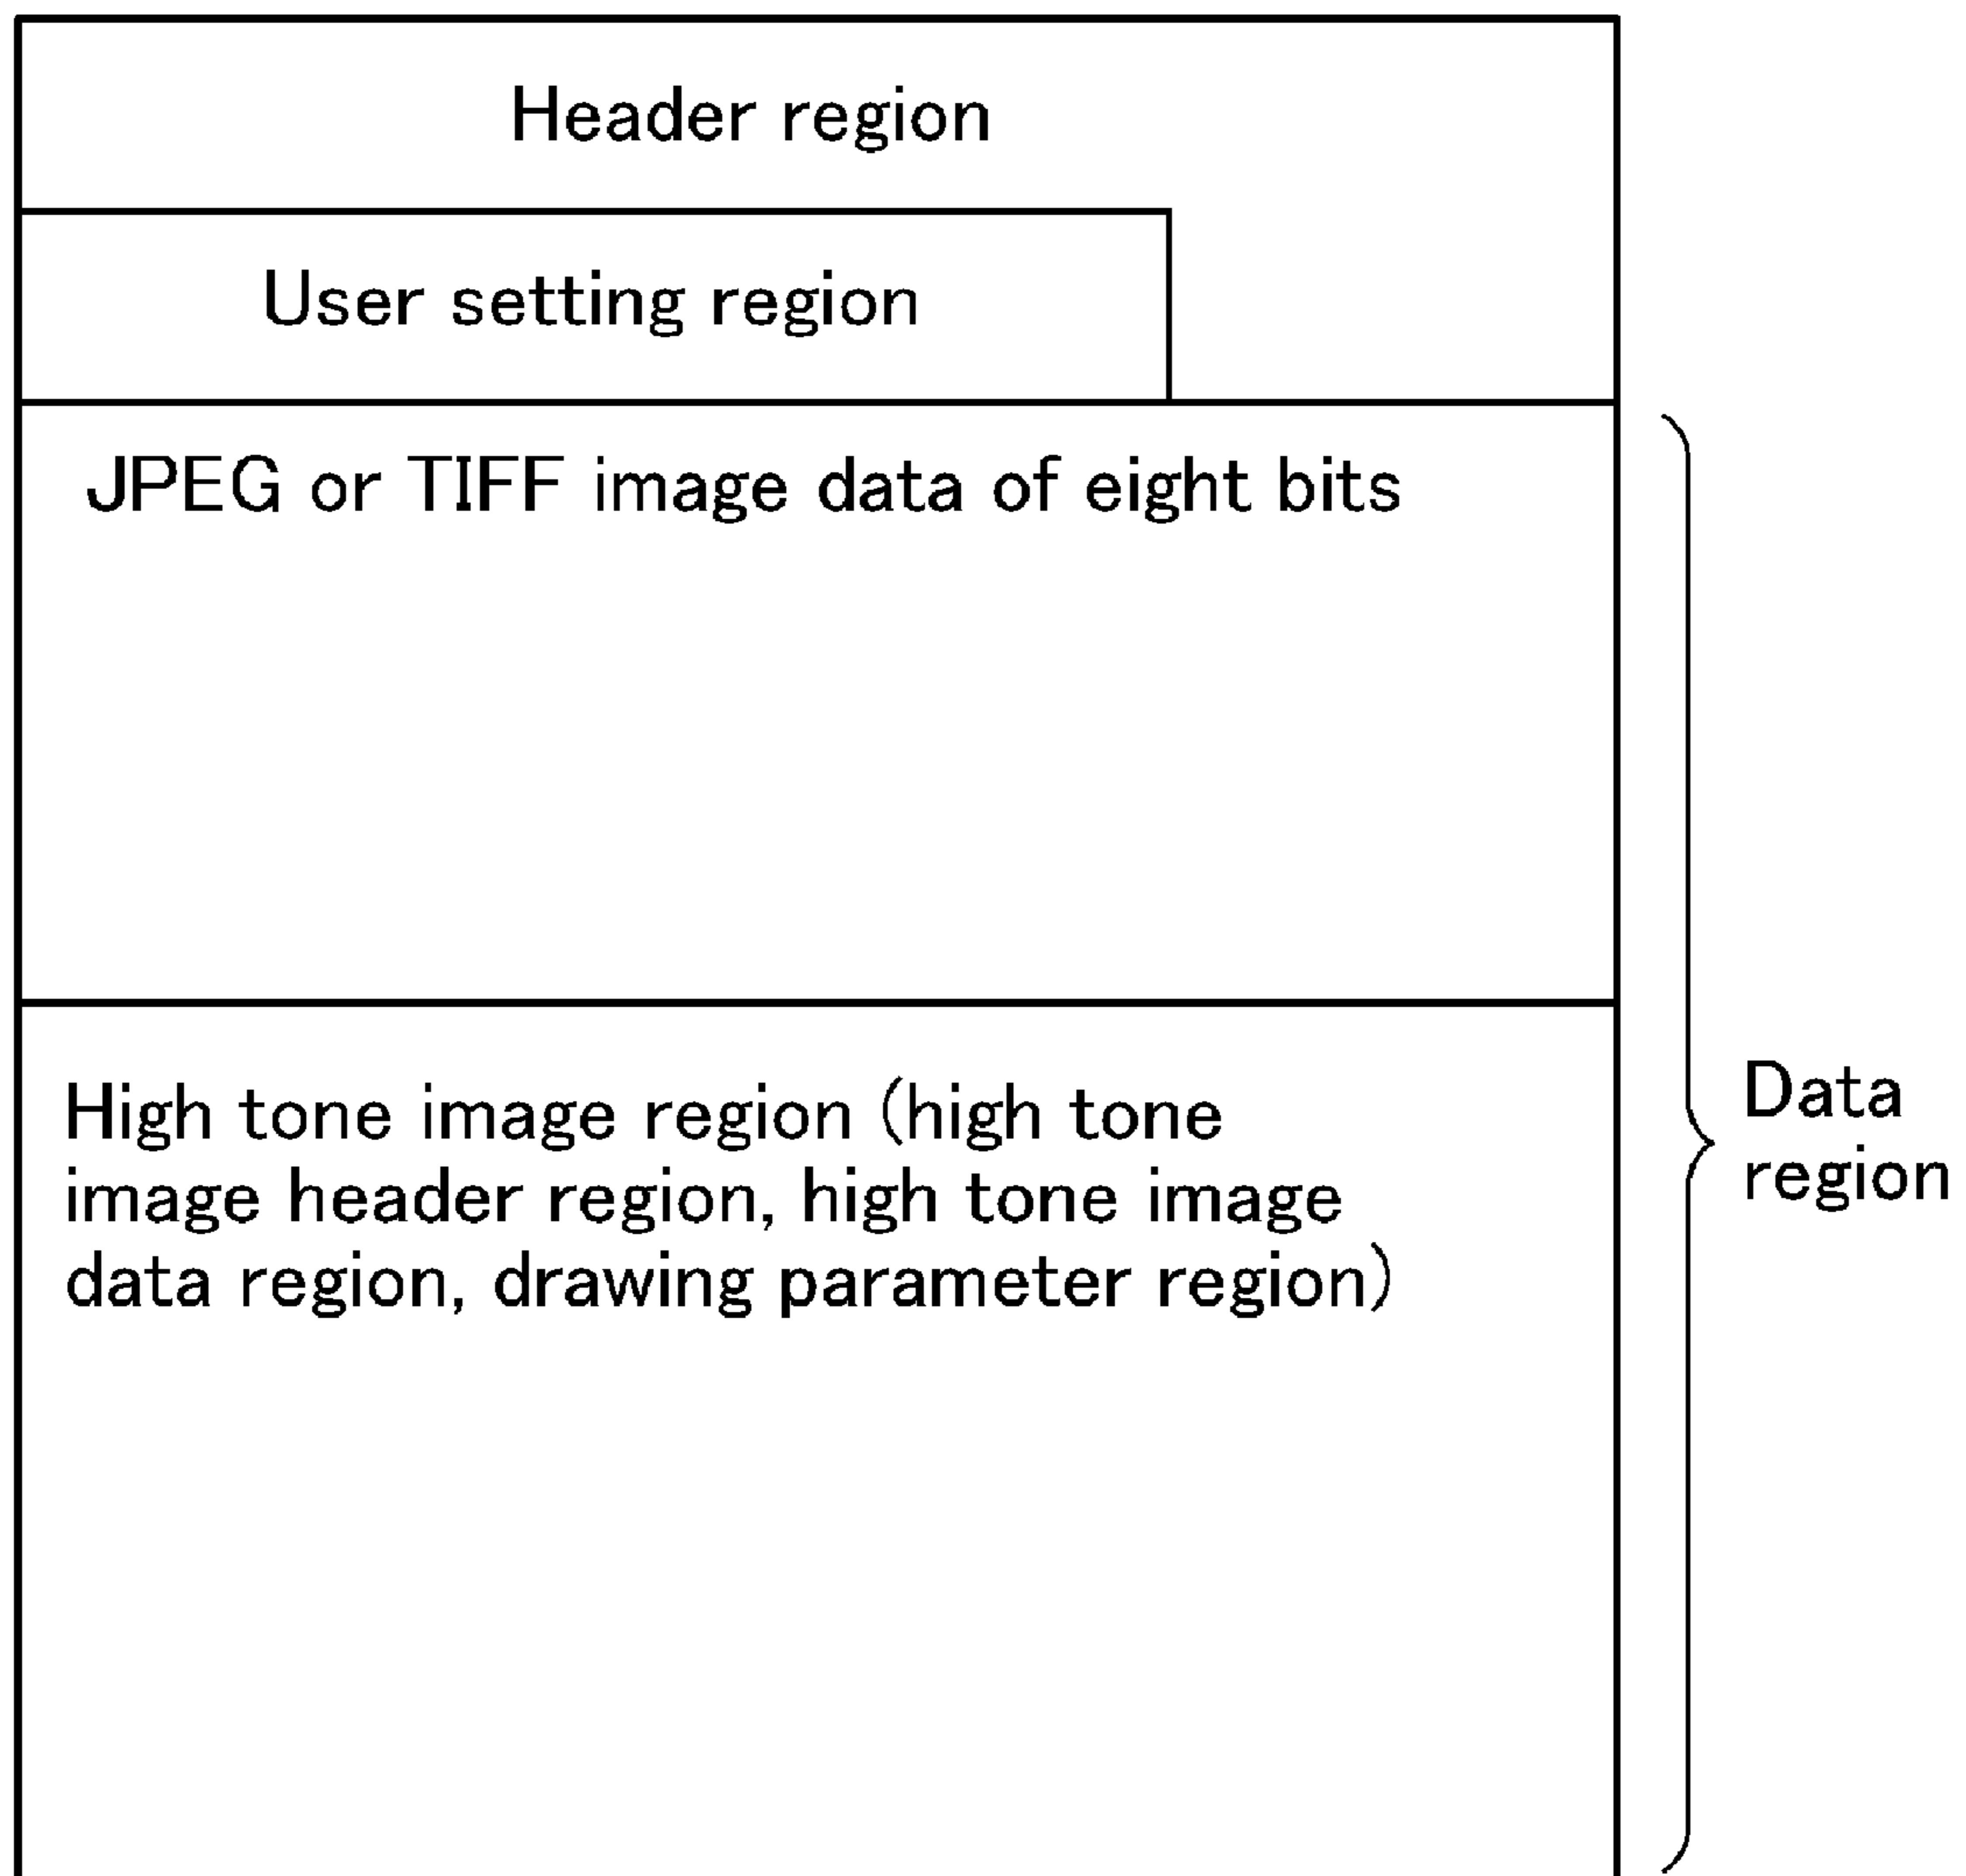 Header region
User setting region
JPEG or TIFF image data of eight bits
High tone image region (high tone
image header region, high tone image
data region, drawing parameter region)
Data
region